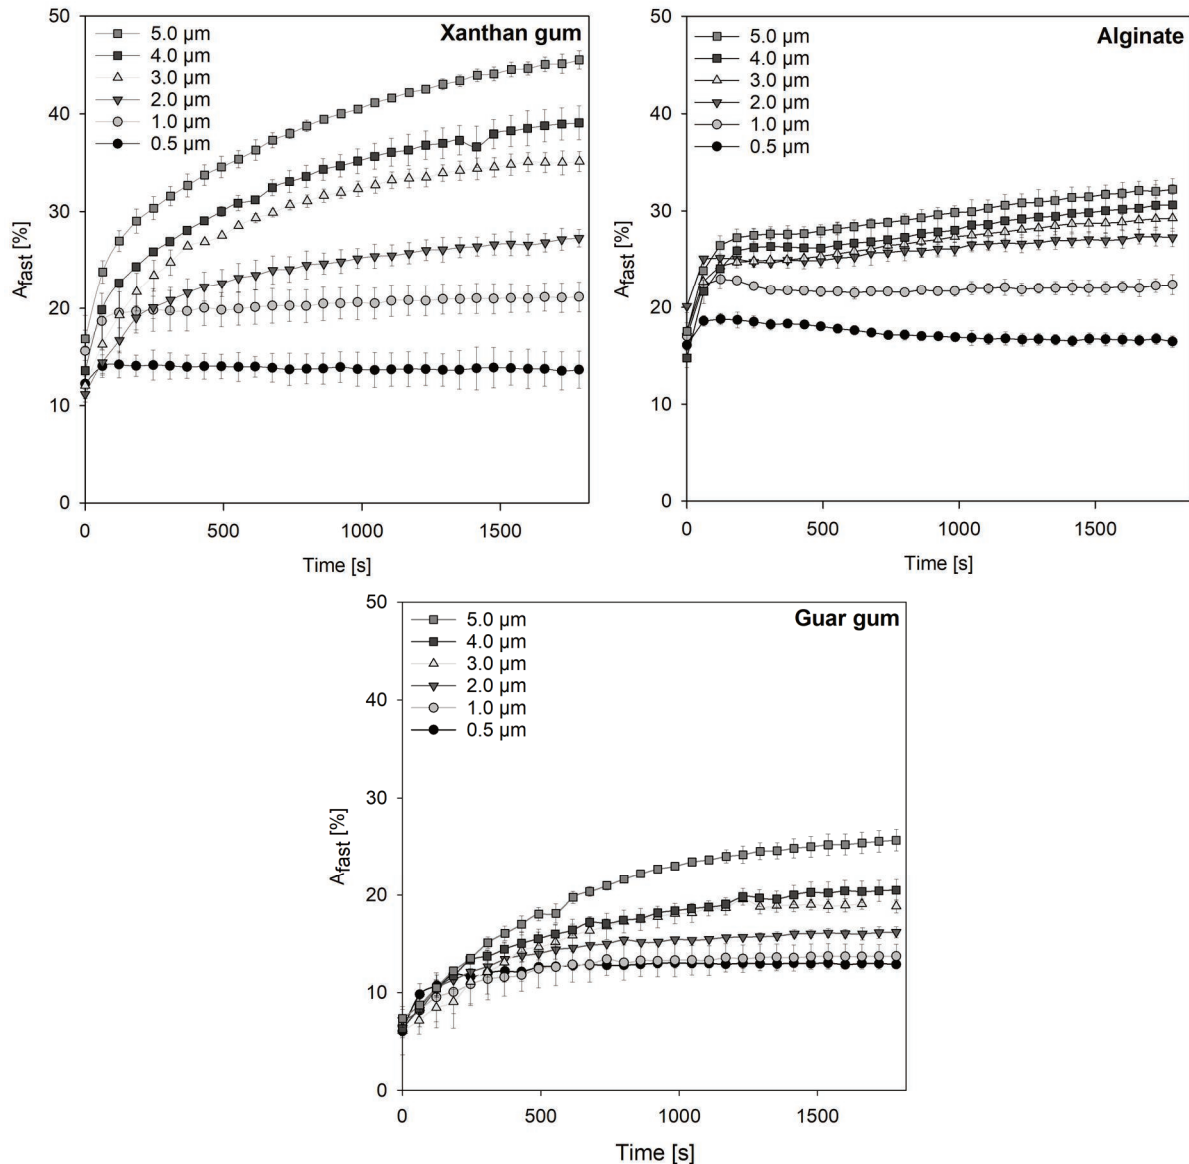 Xanthan gum
5.0 µm
4.0 µm
3.0 µm
2.0 µm
1.0 µm
0.5 µm
50
40
30
20
10
0
Afast [%]
0 500 1000 1500
Time [s]
Alginate
5.0 µm
4.0 µm
3.0 µm
2.0 µm
1.0 µm
0.5 µm
50
40
30
20
10
0
Afast [%]
0 500 1000 1500
Time [s]
Guar gum
5.0 µm
4.0 µm
3.0 µm
2.0 µm
1.0 µm
0.5 µm
50
40
30
20
10
0
Afast [%]
0 500 1000 1500
Time [s]